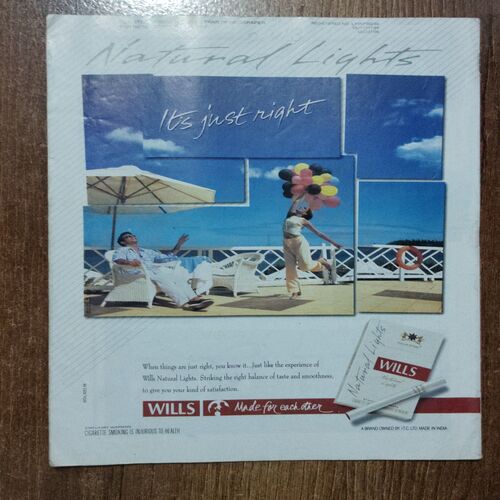 Natural Lights
It's just right
When things are just right, you know it...Just like the experience of
Wills Natural Lights. Striking the right balance of taste and smoothness,
to give you your kind of satisfaction.
Natural Lights
WILLS
WILLS Made for each other
CIGARETTE SMOKING IS INJURIOUS TO HEALTH
A BRAND OWNED BY I.T.C. LTD. MADE IN INDIA